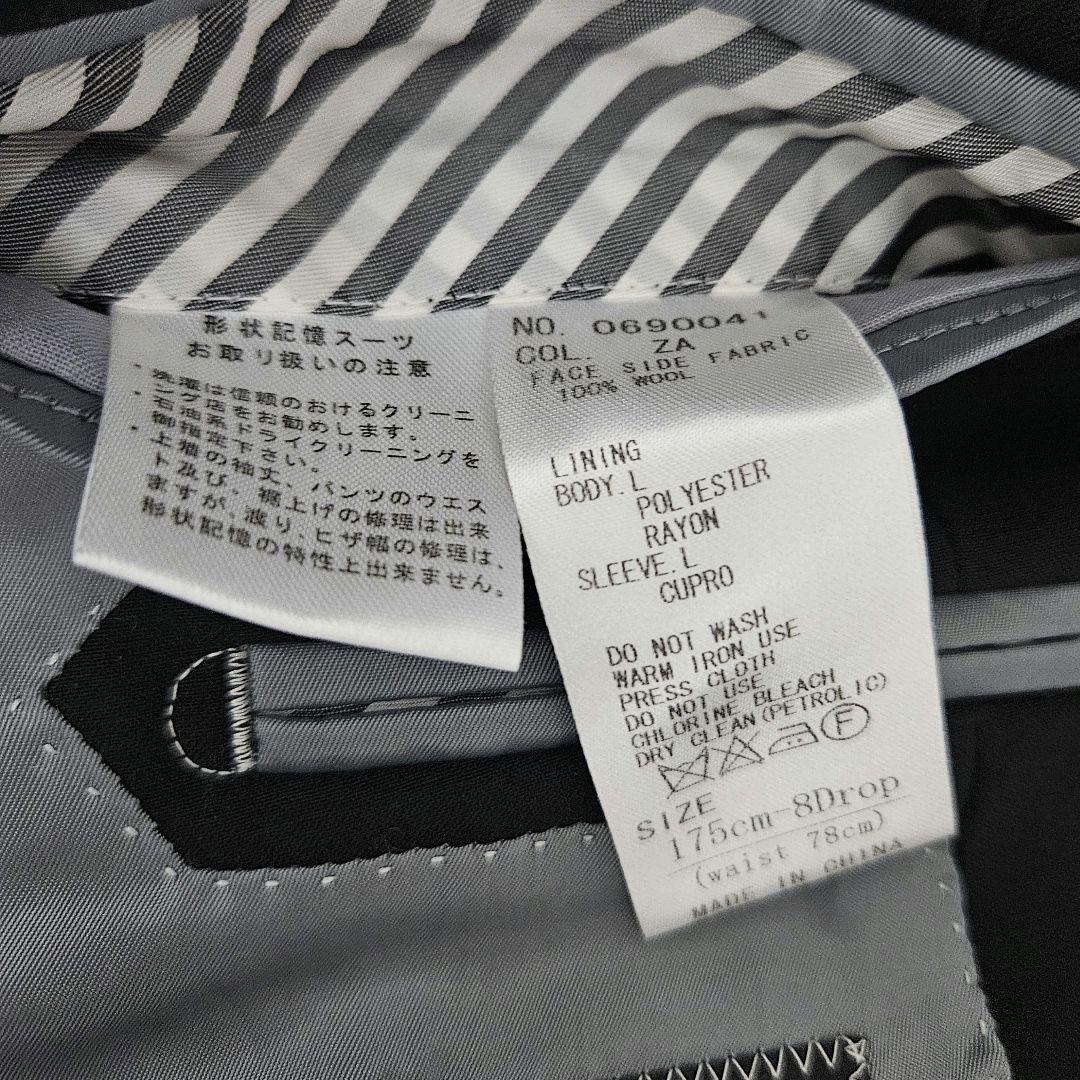 形状記憶スーツ
お取り扱いの注意
・洗濯は信頼のおけるクリーニ
ング店をお勧めします。
・石油系ドライクリーニングを
御指定下さい。
・上着の袖丈、パンツのウエス
ト及び、裾上げの修理は出来
ますが、渡り、ヒザ幅の修理は、
形状記憶の特性上出来ません。
NO. 0690041
COL. ZA
FACE SIDE FABRIC
100% WOOL
LINING
BODY.L
POLYESTER
RAYON
SLEEVE.L
CUPRO
DO NOT WASH
WARM IRON USE
PRESS CLOTH
DO NOT USE
CHLORINE BLEACH
DRY CLEAN(PETROLIC)
F
SIZE
175cm-8Drop
(waist 78cm)
MADE IN CHINA